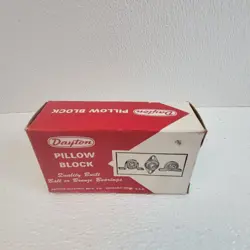 Dayton
PILLOW BLOCK
Dayton
PILLOW
BLOCK
Quality Built
Ball or Bronze Bearings